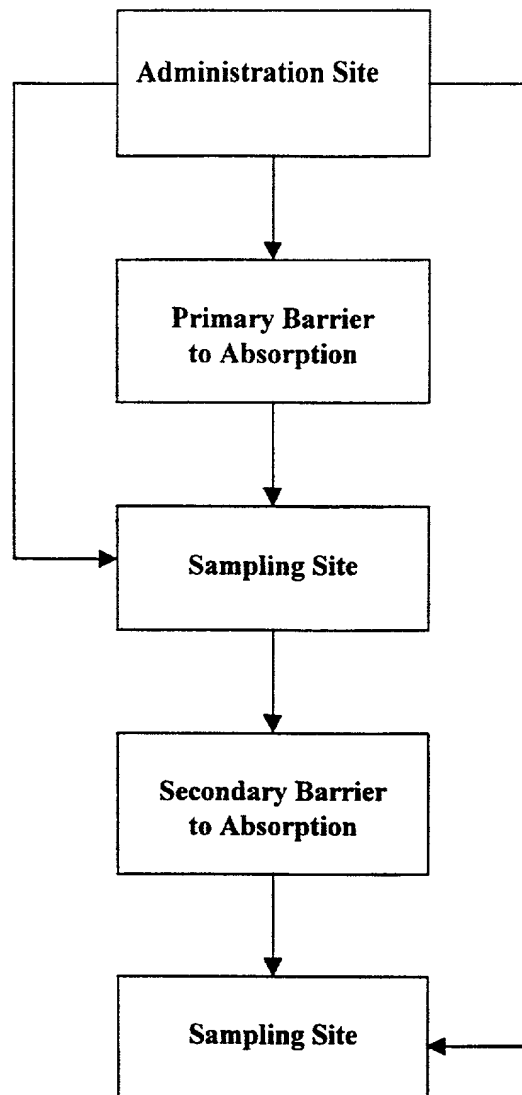 Administration Site
Primary Barrier
to Absorption
Sampling Site
Secondary Barrier
to Absorption
Sampling Site